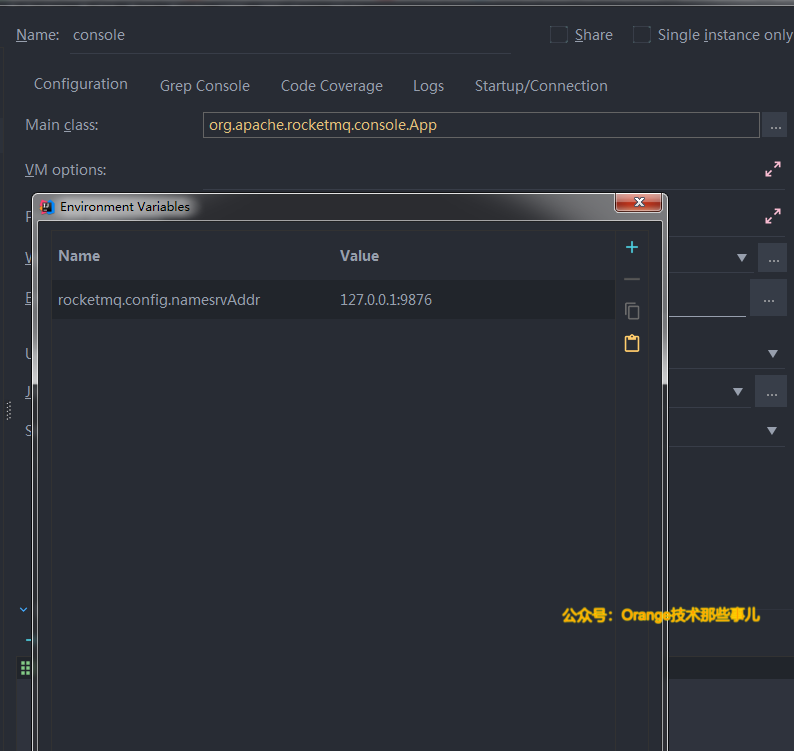 Name: console
Share
Single instance only
Configuration
Grep Console
Code Coverage
Logs
Startup/Connection
Main class:
org.apache.rocketmq.console.App
...
VM options:
Environment Variables
Name
Value
rocketmq.config.namesrvAddr
127.0.0.1:9876
...
...
...
公众号：Orange技术那些事儿